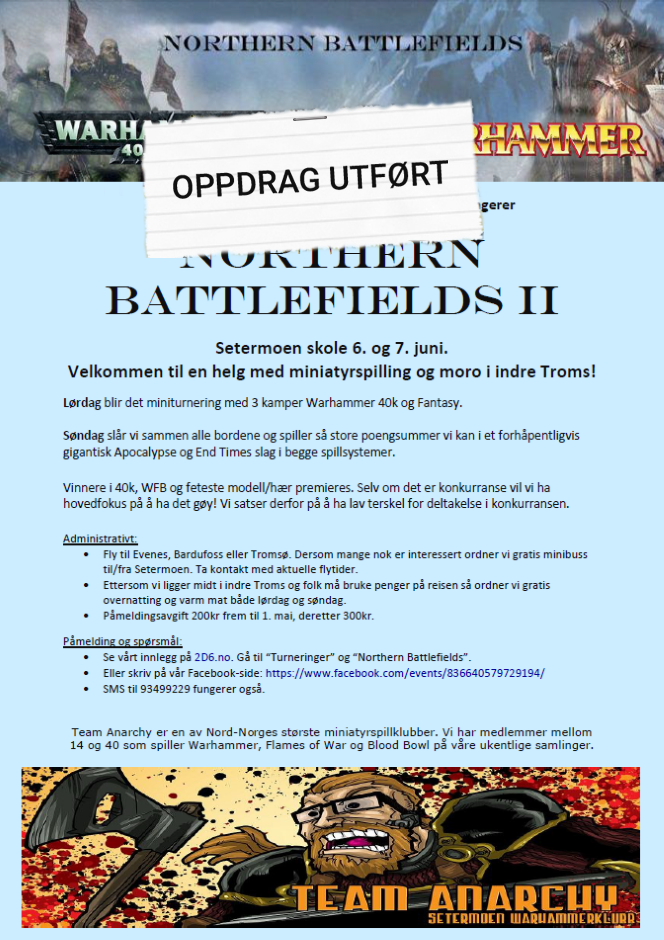 NORTHERN BATTLEFIELDS
WARHA
40
RHAMMER
OPPDRAG UTFØRT
NORTHERN
BATTLEFIELDS II
Setermoen skole 6. og 7. juni.
Velkommen til en helg med miniatyrspilling og moro i indre Troms!
Lørdag blir det miniturnering med 3 kamper Warhammer 40k og Fantasy.
Søndag slår vi sammen alle bordene og spiller så store poengsummer vi kan i et forhåpentligvis
gigantisk Apocalypse og End Times slag i begge spillsystemer.
Vinnere i 40k, WFB og feteste modell/hær premieres. Selv om det er konkurranse vil vi ha
hovedfokus på å ha det gøy! Vi satser derfor på å ha lav terskel for deltakelse i konkurransen.
Administrativt:
• Fly til Evenes, Bardufoss eller Tromsø. Dersom mange nok er interessert ordner vi gratis minibuss
til/fra Setermoen. Ta kontakt med aktuelle flytider.
• Ettersom vi ligger midt i indre Troms og folk må bruke penger på reisen så ordner vi gratis
overnatting og varm mat både lørdag og søndag.
• Påmeldingsavgift 200kr frem til 1. mai, deretter 300kr.
Påmelding og spørsmål:
• Se vårt innlegg på 2D6.no. Gå til “Turneringer” og “Northern Battlefields”.
• Eller skriv på vår Facebook-side: https://www.facebook.com/events/836640579729194/
• SMS til 93499229 fungerer også.
Team Anarchy er en av Nord-Norges største miniatyrspillklubber. Vi har medlemmer mellom
14 og 40 som spiller Warhammer, Flames of War og Blood Bowl på våre ukentlige samlinger.
TEAM ANARCHY
SETERMOEN WARHAMMERKLUBB